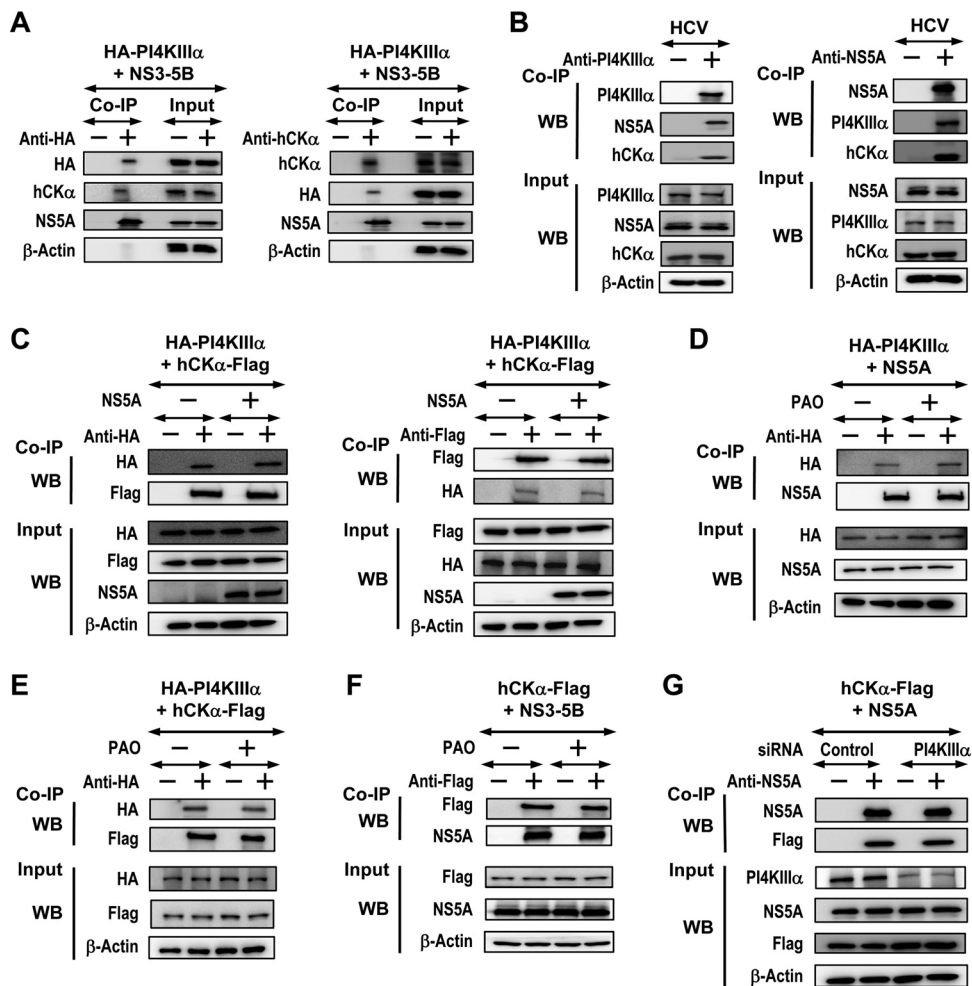 A
HA-PI4KIIIα
+ NS3-5B
Co-IP Input
Anti-HA − + − +
HA
hCKα
NS5A
β-Actin
HA-PI4KIIIα
+ NS3-5B
Co-IP Input
Anti-hCKα − + − +
hCKα
HA
NS5A
β-Actin
B
HCV
Anti-PI4KIIIα − +
Co-IP
WB
PI4KIIIα
NS5A
hCKα
Input
WB
PI4KIIIα
NS5A
hCKα
β-Actin
HCV
Anti-NS5A − +
Co-IP
WB
NS5A
PI4KIIIα
hCKα
Input
WB
NS5A
PI4KIIIα
hCKα
β-Actin
C
HA-PI4KIIIα
+ hCKα-Flag
NS5A − +
Anti-HA − + − +
Co-IP
WB
HA
Flag
Input
WB
HA
Flag
NS5A
β-Actin
HA-PI4KIIIα
+ hCKα-Flag
NS5A − +
Anti-Flag − + − +
Co-IP
WB
Flag
HA
Input
WB
Flag
HA
NS5A
β-Actin
D
HA-PI4KIIIα
+ NS5A
PAO − +
Anti-HA − + − +
Co-IP
WB
HA
NS5A
Input
WB
HA
NS5A
β-Actin
E
HA-PI4KIIIα
+ hCKα-Flag
PAO − +
Anti-HA − + − +
Co-IP
WB
HA
Flag
Input
WB
HA
Flag
β-Actin
F
hCKα-Flag
+ NS3-5B
PAO − +
Anti-Flag − + − +
Co-IP
WB
Flag
NS5A
Input
WB
Flag
NS5A
β-Actin
G
hCKα-Flag
+ NS5A
siRNA Control PI4KIIIα
Anti-NS5A − + − +
Co-IP
WB
NS5A
Flag
Input
WB
PI4KIIIα
NS5A
Flag
β-Actin